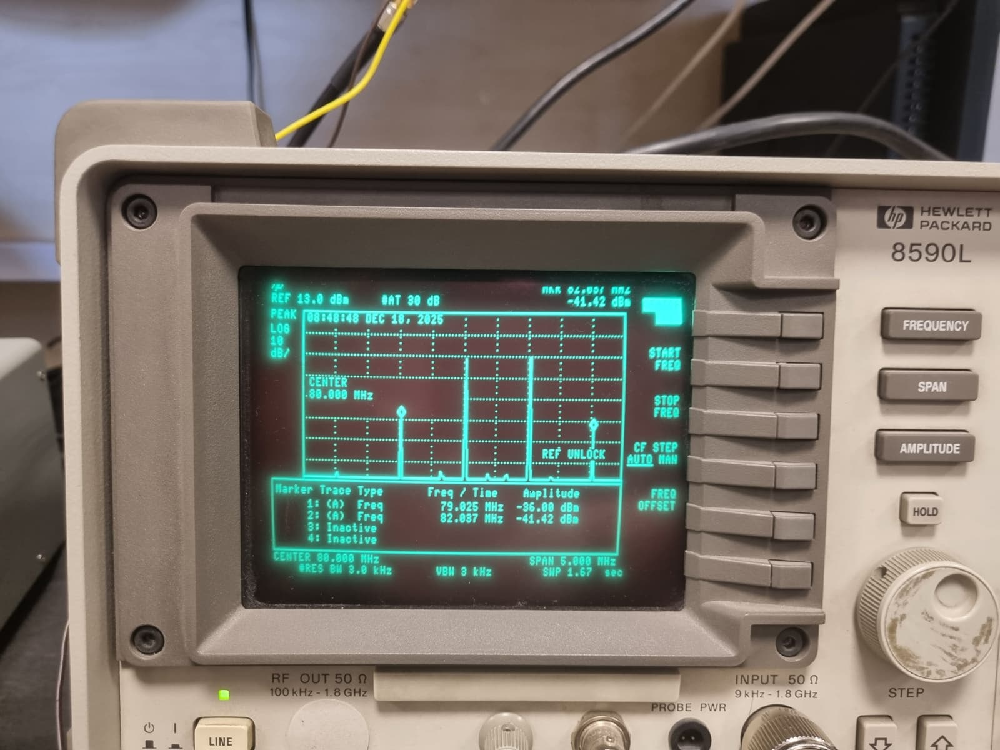 hp HEWLETT PACKARD
8590L
REF 13.0 dBm #AT 30 dB
MKR 82.037 MHz
-41.42 dBm
PEAK
LOG
10
dB/
08:48:48 DEC 18, 2025
CENTER
80.000 MHz
REF UNLOCK
START
FREQ
STOP
FREQ
CF STEP
AUTO MAN
FREQ
OFFSET
Marker Trace Type Freq / Time Amplitude
1: (A) Freq 79.025 MHz -36.00 dBm
2: (A) Freq 82.037 MHz -41.42 dBm
3: Inactive
4: Inactive
CENTER 80.000 MHz SPAN 5.000 MHz
#RES BW 3.0 kHz VBW 3 kHz SWP 1.67 sec
FREQUENCY
SPAN
AMPLITUDE
HOLD
RF OUT 50 Ω
100 kHz - 1.8 GHz
INPUT 50 Ω
9 kHz - 1.8 GHz
PROBE PWR
STEP
LINE